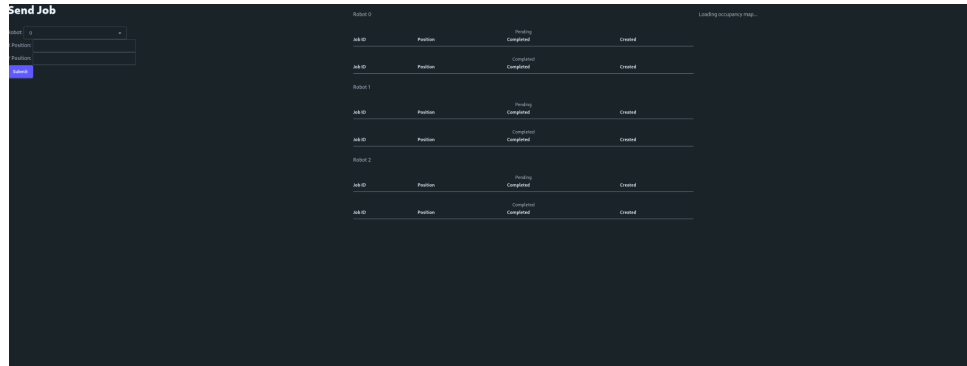 Send Job
Robot: 0
X Position:
Y Position:
Submit
Robot 0
Pending
Job ID Position Completed Created
Completed
Job ID Position Completed Created
Robot 1
Pending
Job ID Position Completed Created
Completed
Job ID Position Completed Created
Robot 2
Pending
Job ID Position Completed Created
Completed
Job ID Position Completed Created
Loading occupancy map...